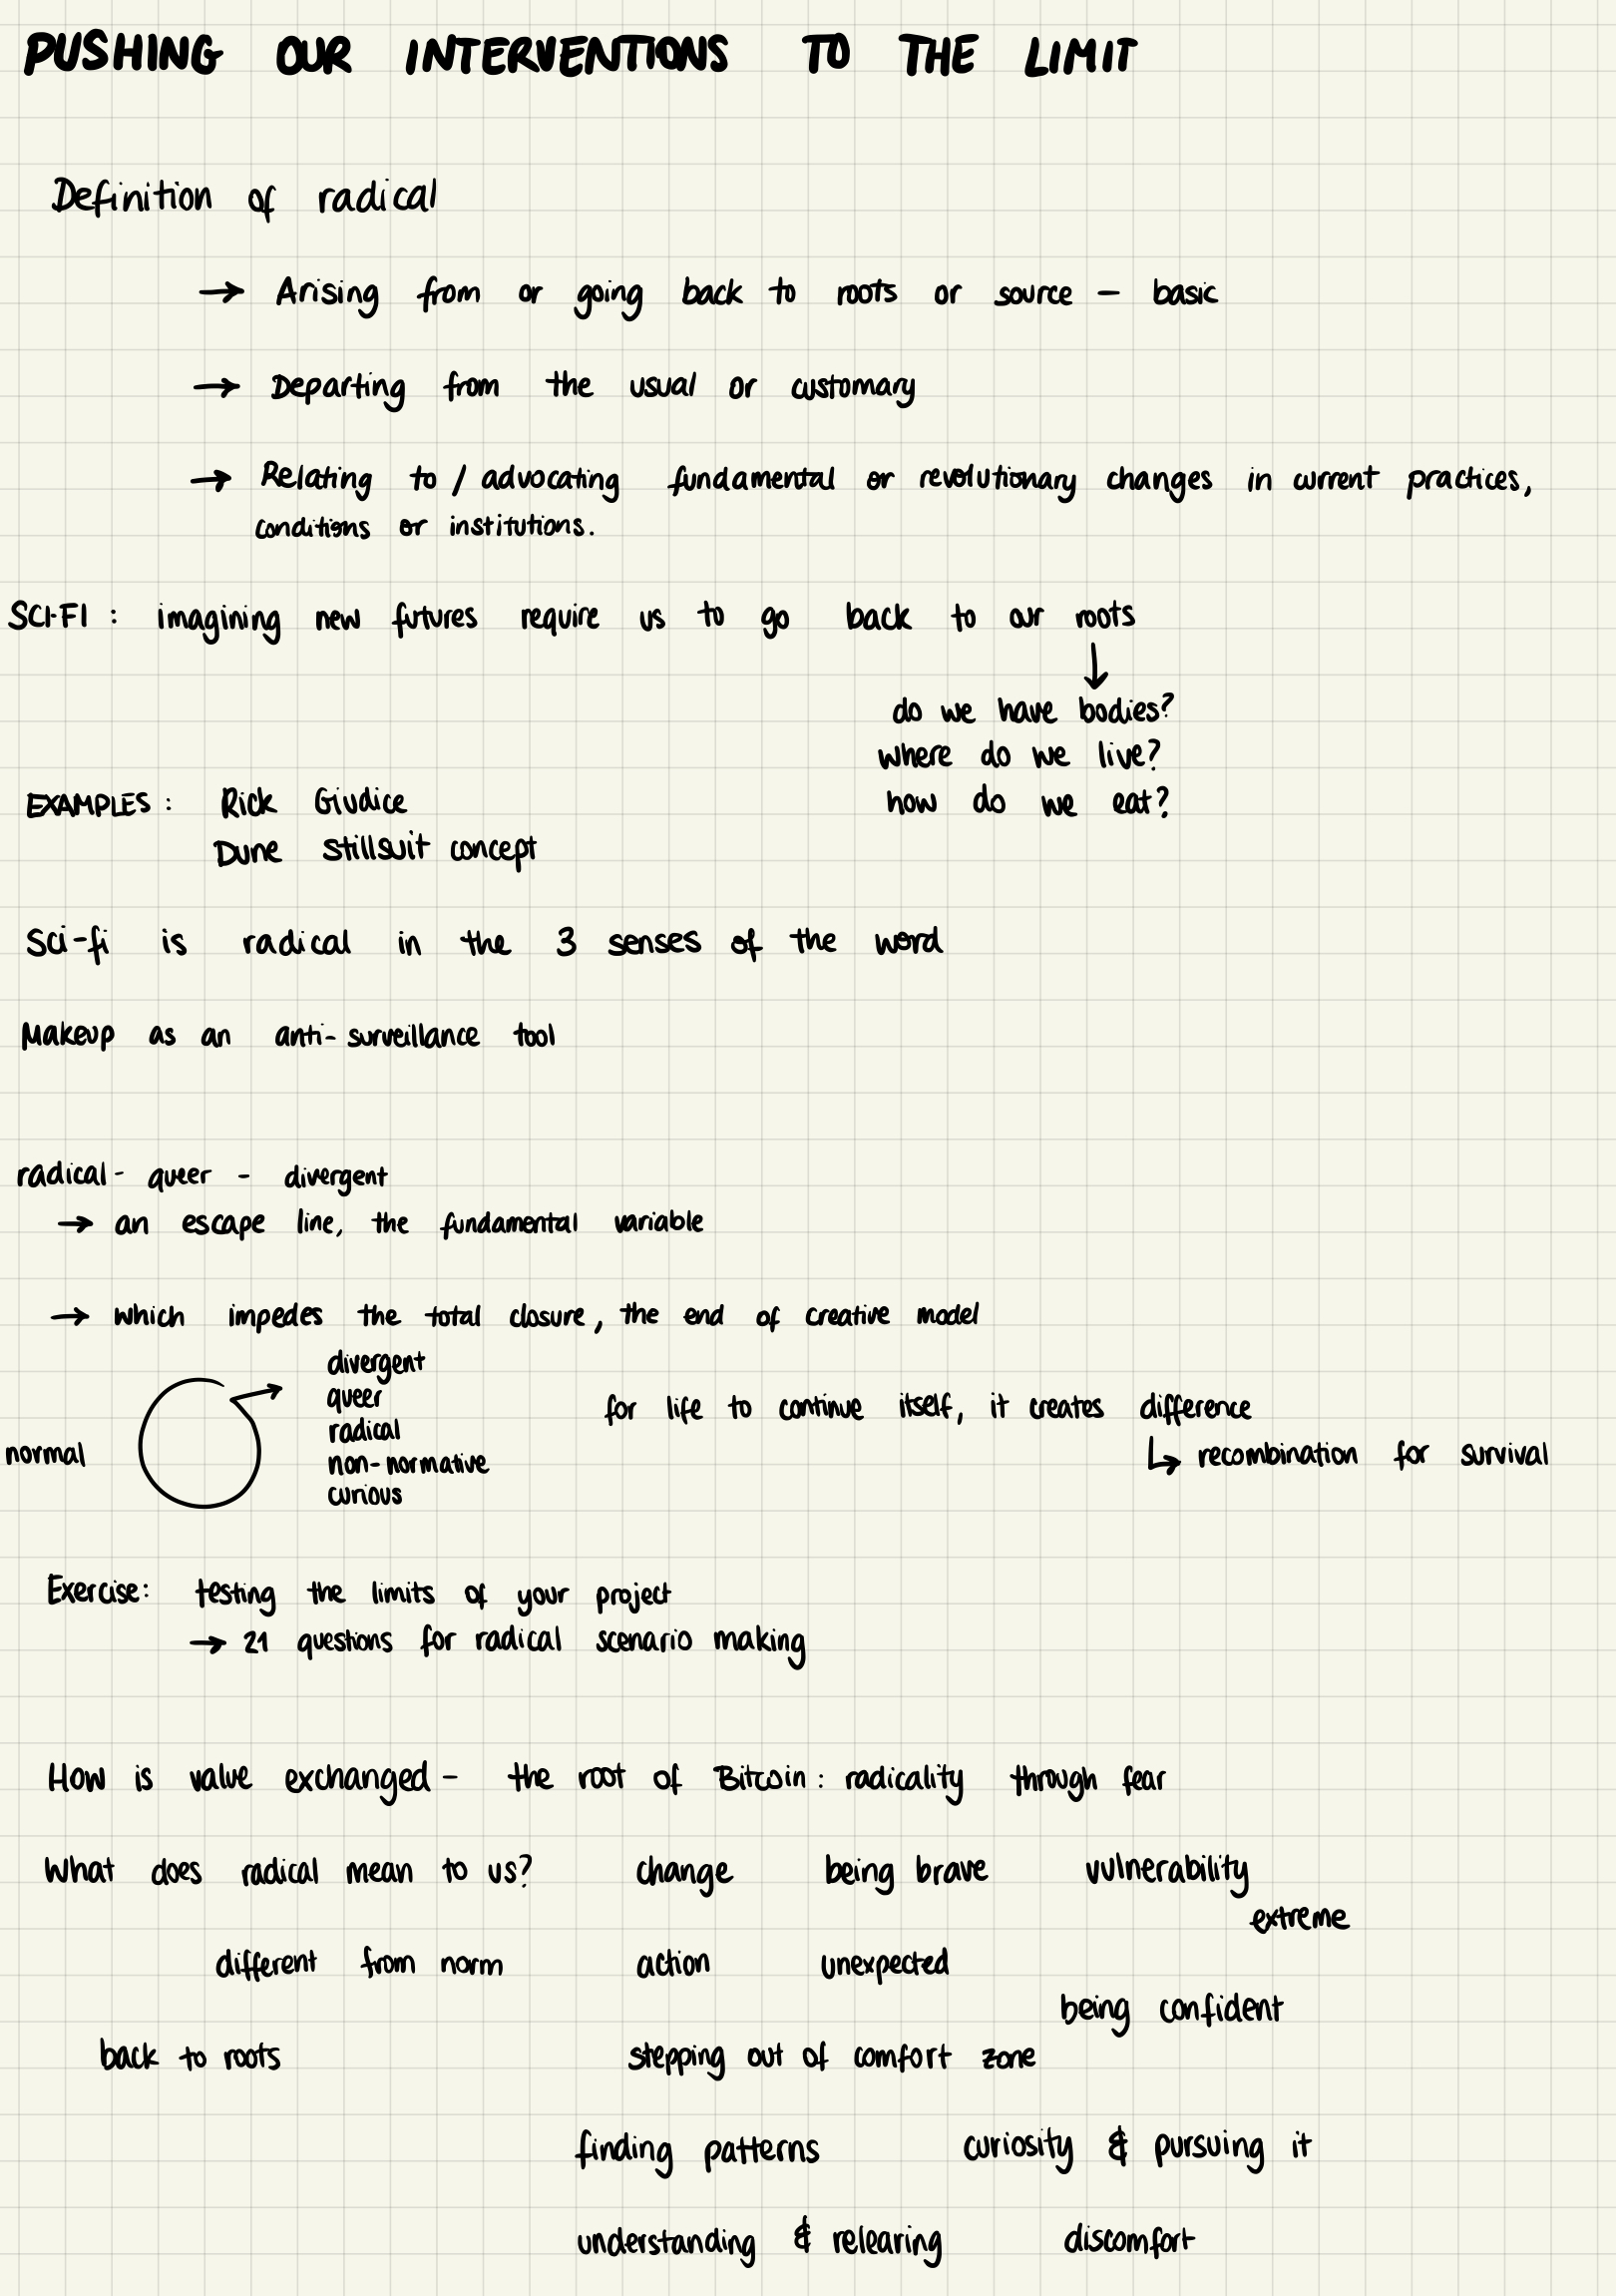 PUSHING OUR INTERVENTIONS TO THE LIMIT
Definition of radical
→ Arising from or going back to roots or source – basic
→ Departing from the usual or customary
→ Relating to / advocating fundamental or revolutionary changes in current practices,
conditions or institutions.
SCI-FI : imagining new futures require us to go back to our roots
↓
do we have bodies?
where do we live?
how do we eat?
EXAMPLES : Rick Giudice
Dune stillsuit concept
Sci-fi is radical in the 3 senses of the word
Makeup as an anti-surveillance tool
radical - queer - divergent
→ an escape line, the fundamental variable
→ which impedes the total closure, the end of creative model
normal
divergent
queer
radical
non-normative
curious
for life to continue itself, it creates difference
↳ recombination for survival
Exercise: testing the limits of your project
→ 21 questions for radical scenario making
How is value exchanged - the root of Bitcoin : radicality through fear
What does radical mean to us? change being brave vulnerability
extreme
different from norm action unexpected
being confident
back to roots stepping out of comfort zone
finding patterns curiosity & pursuing it
understanding & relearing discomfort